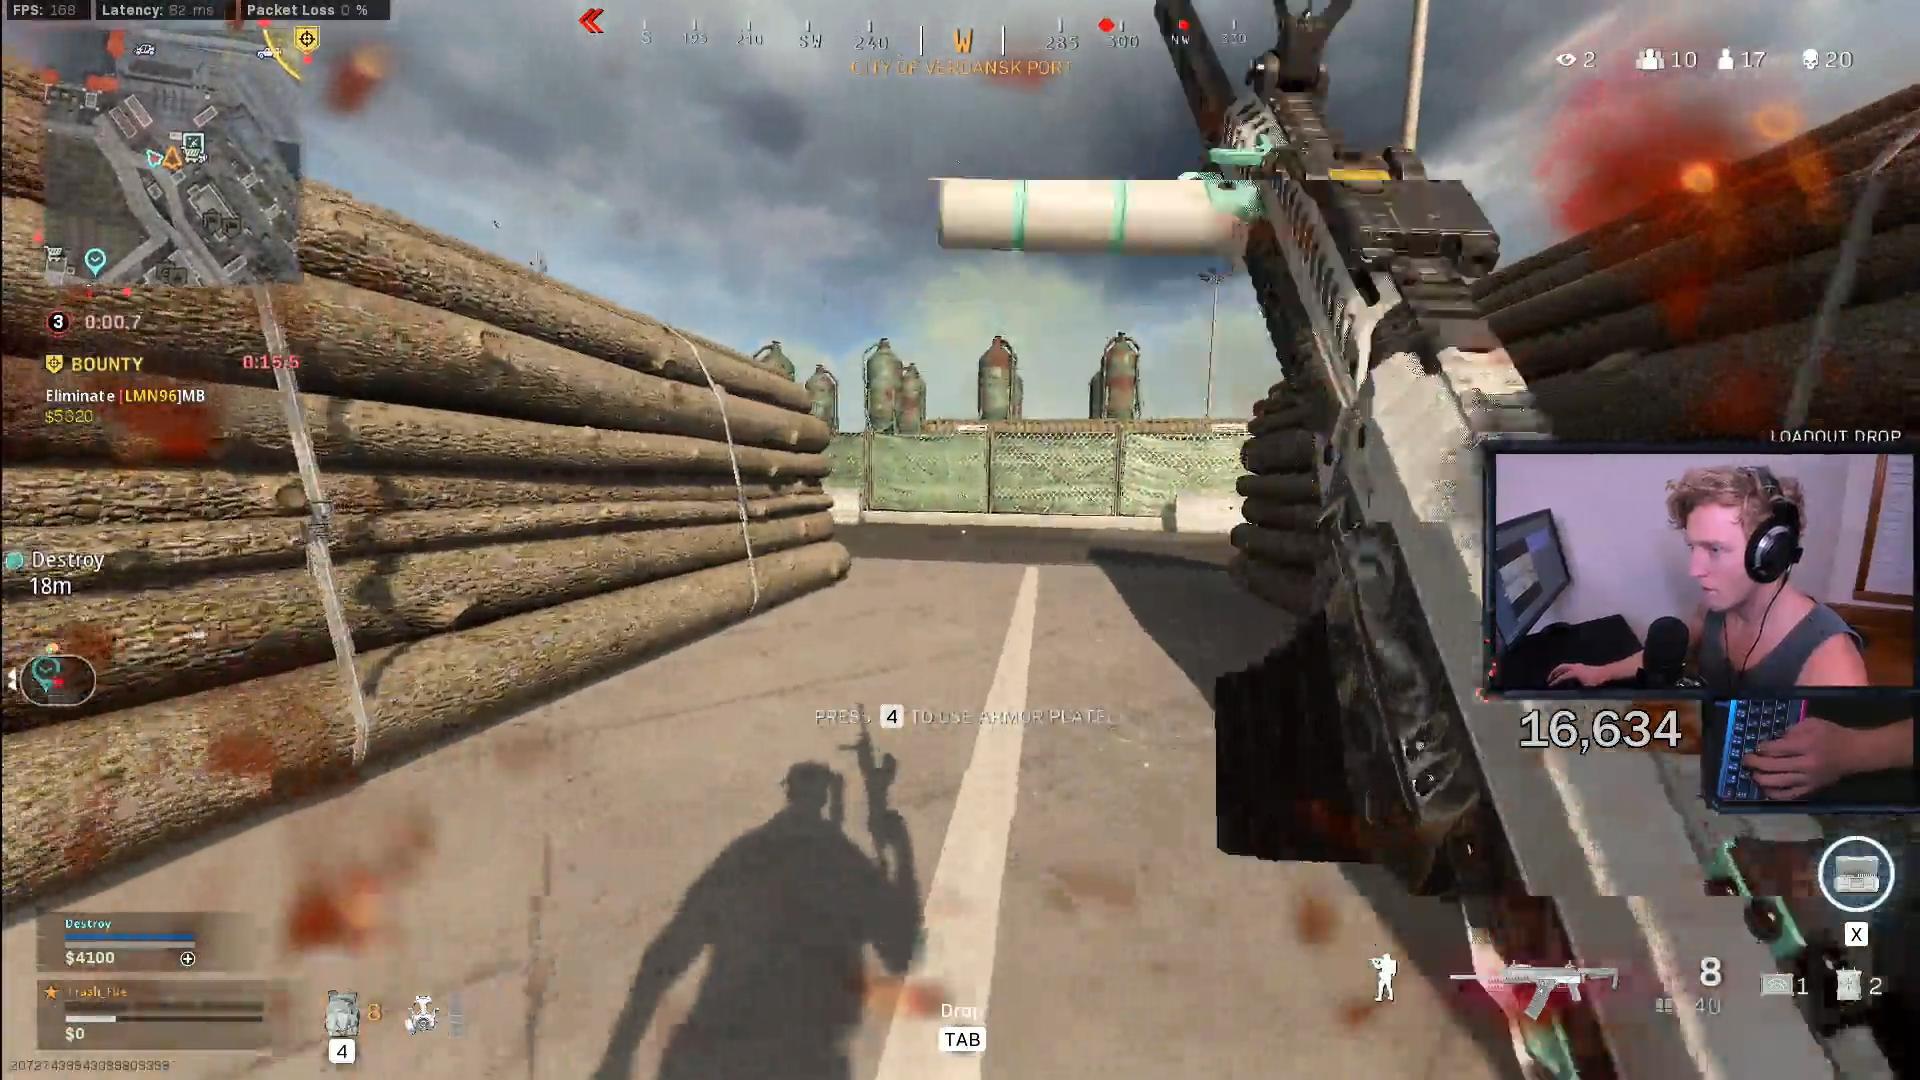 FPS: 168 Latency: 82 ms Packet Loss 0 %
S 195 210 SW 240 W 285 300 NW 330
CITY OF VERDANSK PORT
2 10 17 20
3 0:00.7
BOUNTY 0:15.5
Eliminate [LMN96]MB
$5320
LOADOUT DROP
Destroy
18m
PRESS 4 TO USE ARMOR PLATE
16,634
Destroy
$4100
$0
8
4
Drop
TAB
X
8
40
1
2